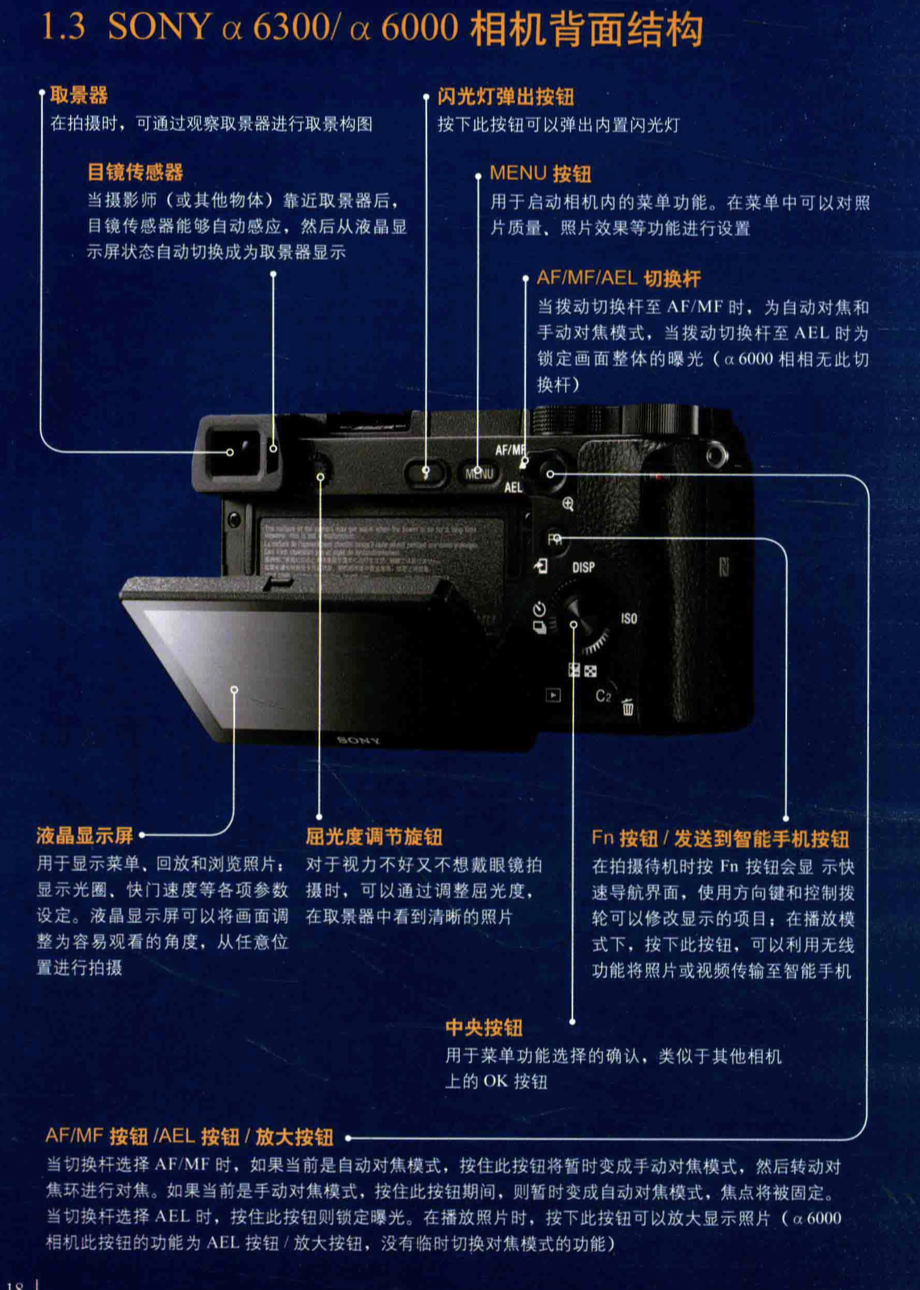 1.3 SONY α 6300/ α 6000 相机背面结构
取景器
在拍摄时，可通过观察取景器进行取景构图
闪光灯弹出按钮
按下此按钮可以弹出内置闪光灯
目镜传感器
当摄影师（或其他物体）靠近取景器后，
目镜传感器能够自动感应，然后从液晶显
示屏状态自动切换成为取景器显示
MENU 按钮
用于启动相机内的菜单功能。在菜单中可以对照
片质量、照片效果等功能进行设置
AF/MF/AEL 切换杆
当拨动切换杆至 AF/MF 时，为自动对焦和
手动对焦模式，当拨动切换杆至 AEL 时为
锁定画面整体的曝光（α6000 相相无此切
换杆）
AF/MF
MENU
AEL
Fn
DISP
ISO
C2
SONY
液晶显示屏
用于显示菜单、回放和浏览照片；
显示光圈、快门速度等各项参数
设定。液晶显示屏可以将画面调
整为容易观看的角度，从任意位
置进行拍摄
屈光度调节旋钮
对于视力不好又不想戴眼镜拍
摄时，可以通过调整屈光度，
在取景器中看到清晰的照片
Fn 按钮 / 发送到智能手机按钮
在拍摄待机时按 Fn 按钮会显 示快
速导航界面，使用方向键和控制拨
轮可以修改显示的项目；在播放模
式下，按下此按钮，可以利用无线
功能将照片或视频传输至智能手机
中央按钮
用于菜单功能选择的确认，类似于其他相机
上的 OK 按钮
AF/MF 按钮 /AEL 按钮 / 放大按钮
当切换杆选择 AF/MF 时，如果当前是自动对焦模式，按住此按钮将暂时变成手动对焦模式，然后转动对
焦环进行对焦。如果当前是手动对焦模式，按住此按钮期间，则暂时变成自动对焦模式，焦点将被固定。
当切换杆选择 AEL 时，按住此按钮则锁定曝光。在播放照片时，按下此按钮可以放大显示照片（α6000
相机此按钮的功能为 AEL 按钮 / 放大按钮，没有临时切换对焦模式的功能）
18